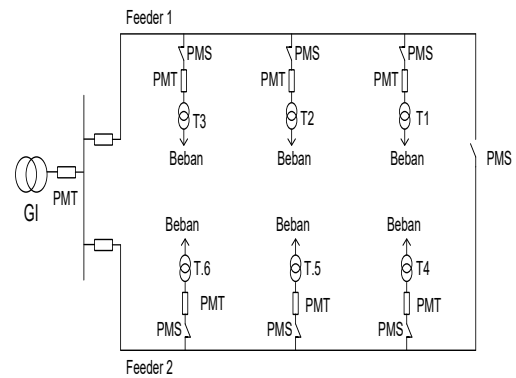 Feeder 1
PMS PMS PMS
PMT PMT PMT
T3 T2 T1
Beban Beban Beban
PMS
PMT
GI
Beban Beban Beban
T.6 T.5 T4
PMT PMT PMT
PMS PMS PMS
Feeder 2